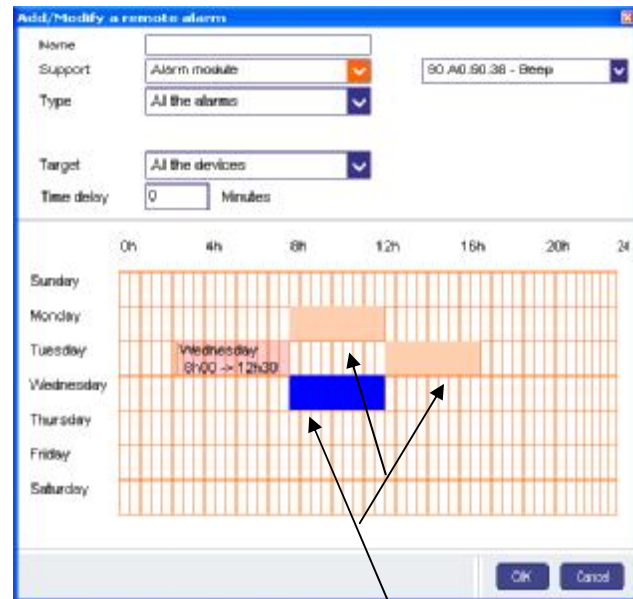 Add/Modify a remote alarm
Name
Support Alarm module 90.A0.60.38 - Beep
Type All the alarms
Target All the devices
Time delay 0 Minutes
0h 4h 8h 12h 16h 20h 24
Sunday
Monday
Tuesday Wednesday
8h00 -> 12h30
Wednesday
Thursday
Friday
Saturday
OK Cancel